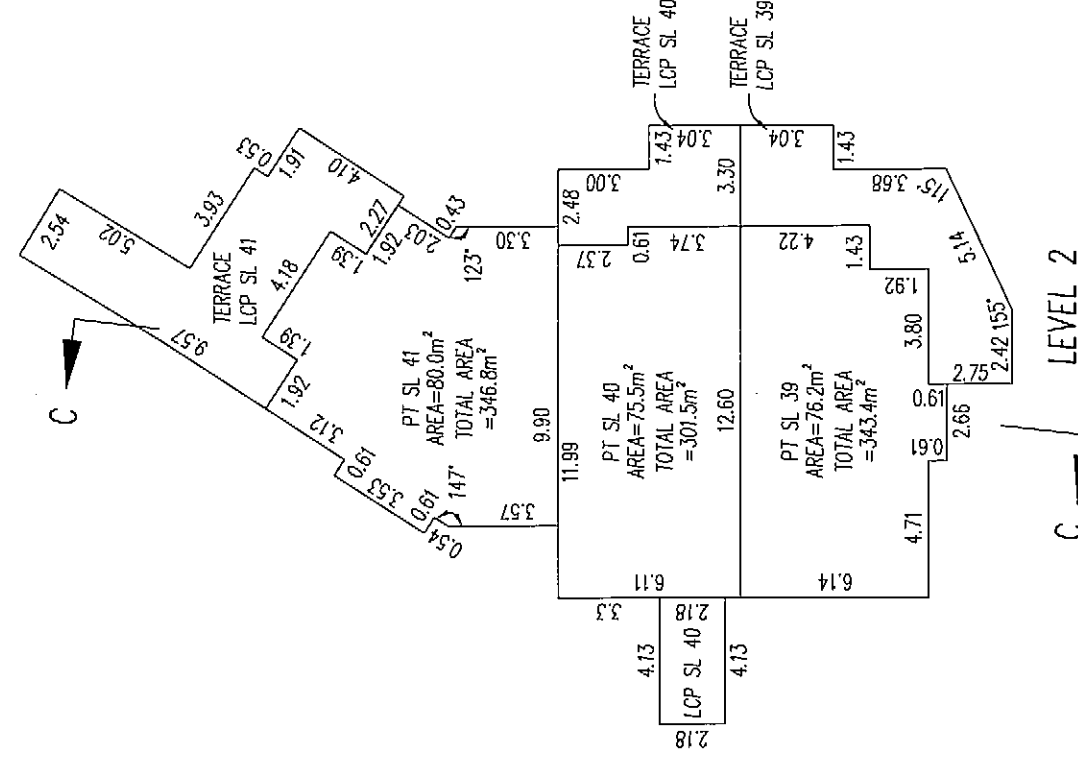 TERRACE
LCP SL 40
TERRACE
LCP SL 39
2.54
5.02
3.93
0.53
1.91
4.10
TERRACE
LCP SL 41
9.57
C
4.18
1.39
2.27
1.92
2.03
0.43
123°
3.30
1.39
1.92
3.12
0.61
3.53
0.61
147°
0.54
3.57
PT SL 41
AREA=80.0m²
TOTAL AREA
=346.8m²
9.90
11.99
2.48
3.00
1.43
3.04
2.37
0.61
3.74
3.30
PT SL 40
AREA=75.5m²
TOTAL AREA
=301.5m²
6.11
3.3
4.13
2.18
LCP SL 40
2.18
4.13
12.60
3.04
1.43
3.68
115°
4.22
1.43
1.92
3.80
5.14
PT SL 39
AREA=76.2m²
TOTAL AREA
=343.4m²
6.14
4.71
0.61
2.66
0.61
2.75
2.42
155°
C
LEVEL 2